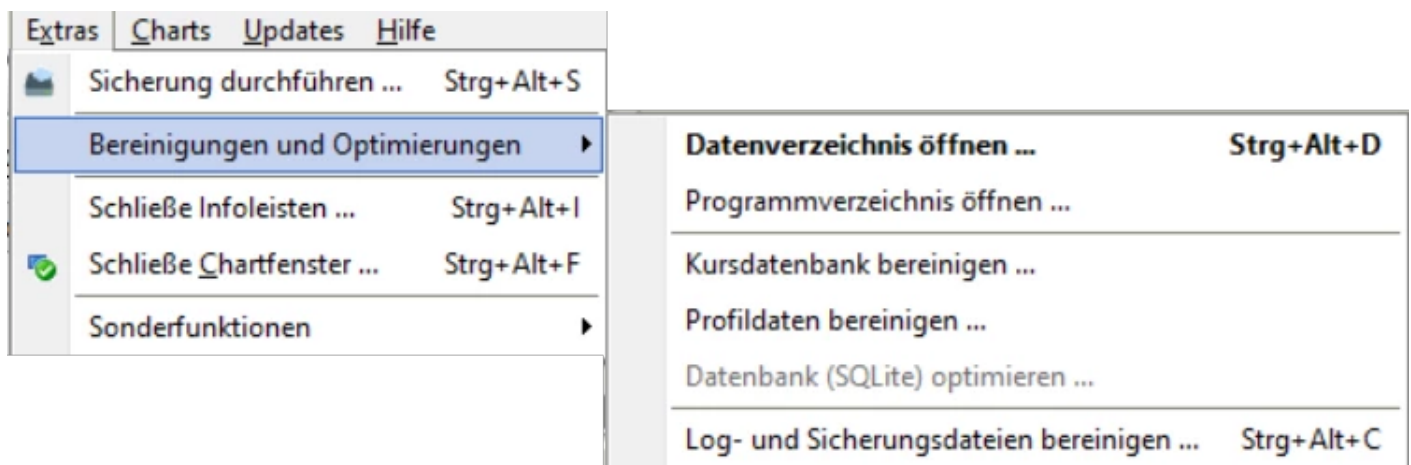 Extras Charts Updates Hilfe
Sicherung durchführen ... Strg+Alt+S
Bereinigungen und Optimierungen
Schließe Infoleisten ... Strg+Alt+I
Schließe Chartfenster ... Strg+Alt+F
Sonderfunktionen
Datenverzeichnis öffnen ... Strg+Alt+D
Programmverzeichnis öffnen ...
Kursdatenbank bereinigen ...
Profildaten bereinigen ...
Datenbank (SQLite) optimieren ...
Log- und Sicherungsdateien bereinigen ... Strg+Alt+C